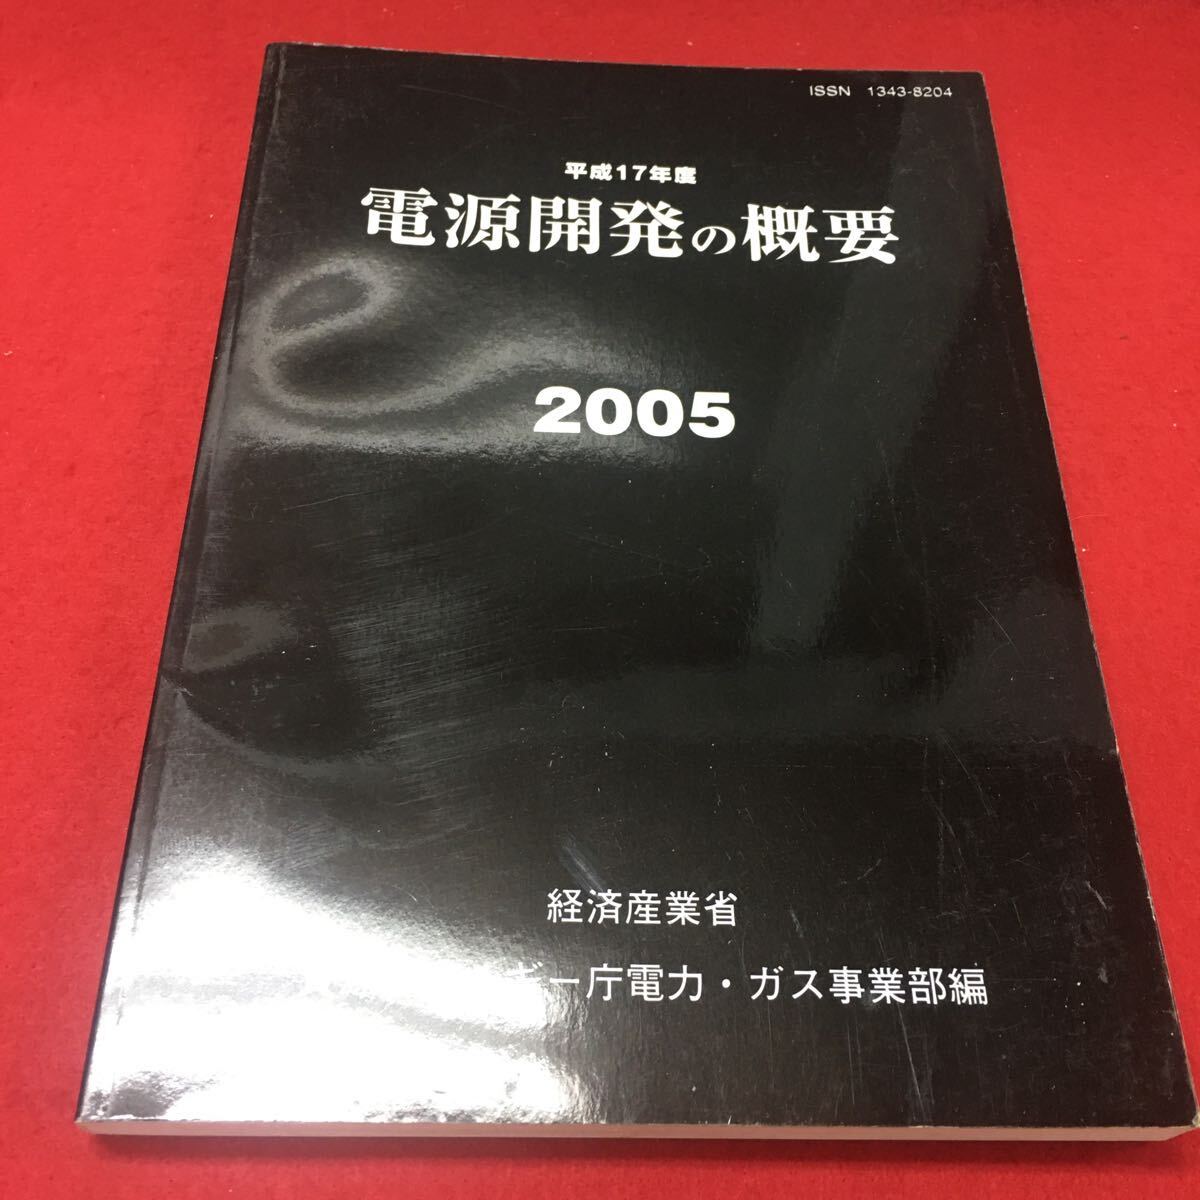 ISSN 1343-8204
平成17年度
電源開発の概要
2005
経済産業省
ー庁電力・ガス事業部編